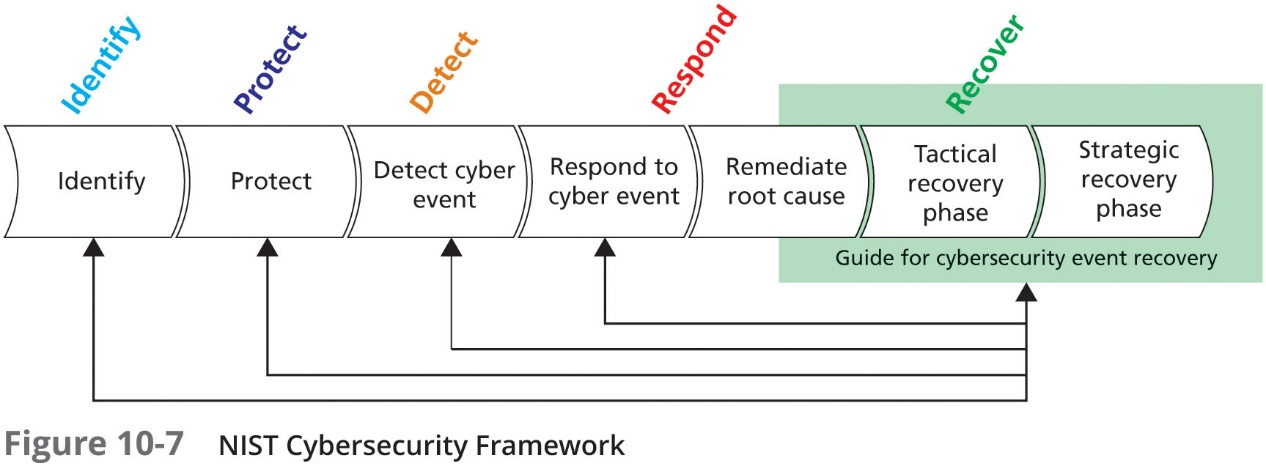 Identify
Protect
Detect
Respond
Recover
Identify
Protect
Detect cyber
event
Respond to
cyber event
Remediate
root cause
Tactical
recovery
phase
Strategic
recovery
phase
Guide for cybersecurity event recovery
Figure 10-7 NIST Cybersecurity Framework